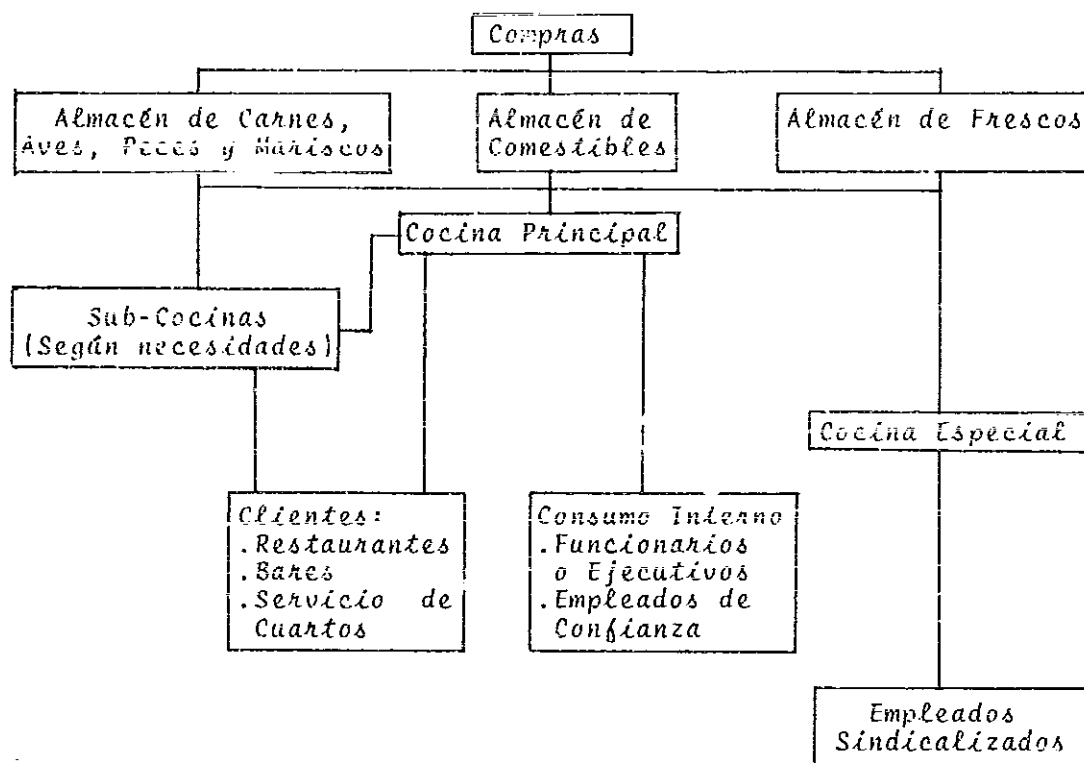 Compras
Almacén de Carnes,
Aves, Peces y Mariscos
Almacén de
Comestibles
Almacén de Frescos
Cocina Principal
Sub-Cocinas
(Según necesidades)
Cocina Especial
Clientes:
.Restaurantes
.Bares
.Servicio de
Cuartos
Consumo Interno
.Funcionarios
o Ejecutivos
.Empleados de
Confianza
Empleados
Sindicalizados